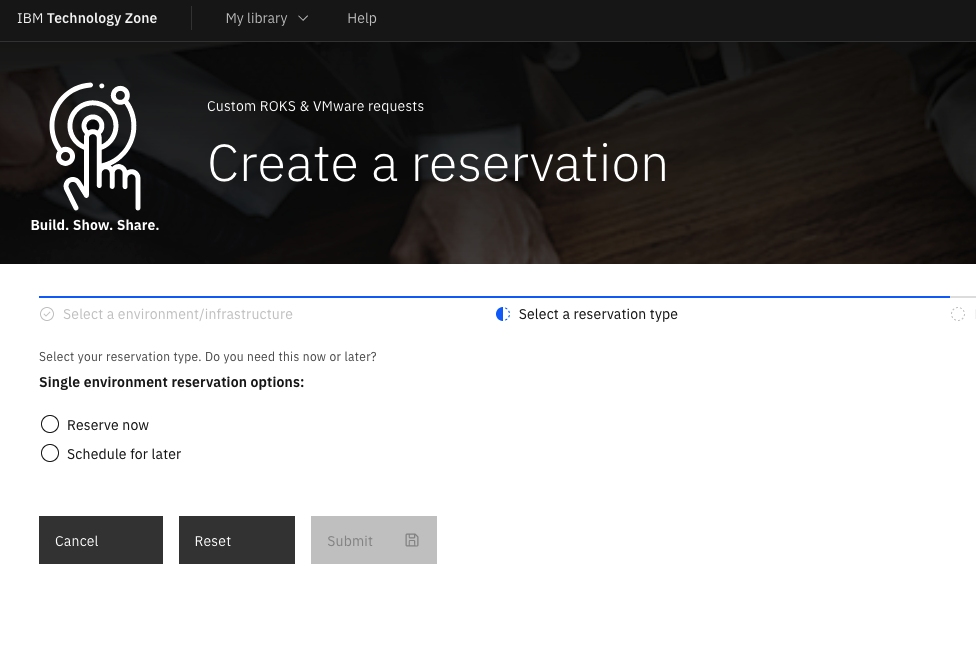 IBM Technology Zone
My library
Help
Custom ROKS & VMware requests
Create a reservation
Build. Show. Share.
Select a environment/infrastructure
Select a reservation type
Select your reservation type. Do you need this now or later?
Single environment reservation options:
Reserve now
Schedule for later
Cancel
Reset
Submit